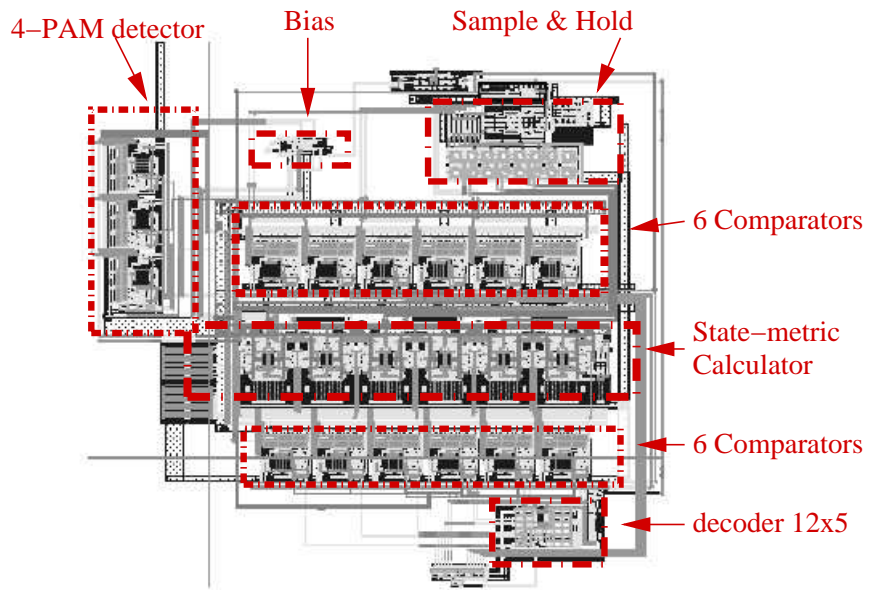 4−PAM detector
Bias
Sample & Hold
6 Comparators
State−metric
Calculator
6 Comparators
decoder 12x5